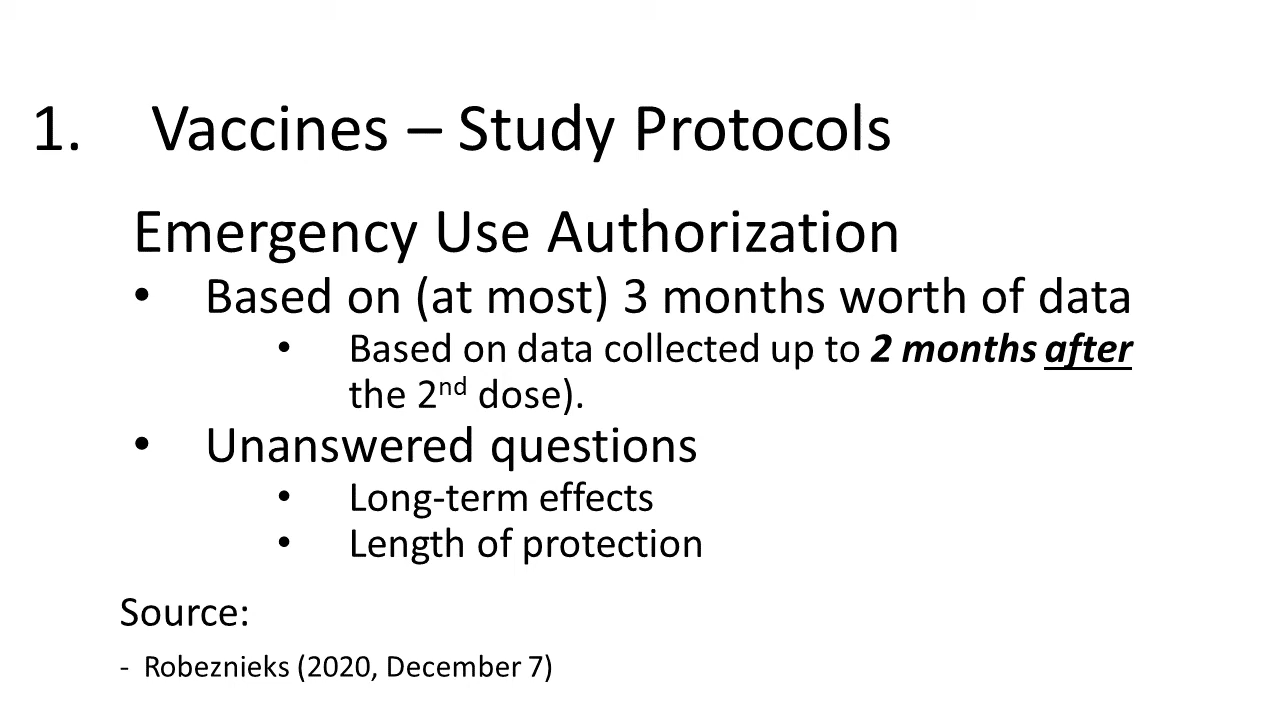 1. Vaccines – Study Protocols
Emergency Use Authorization
• Based on (at most) 3 months worth of data
• Based on data collected up to 2 months after
the 2nd dose).
• Unanswered questions
• Long-term effects
• Length of protection
Source:
- Robeznieks (2020, December 7)